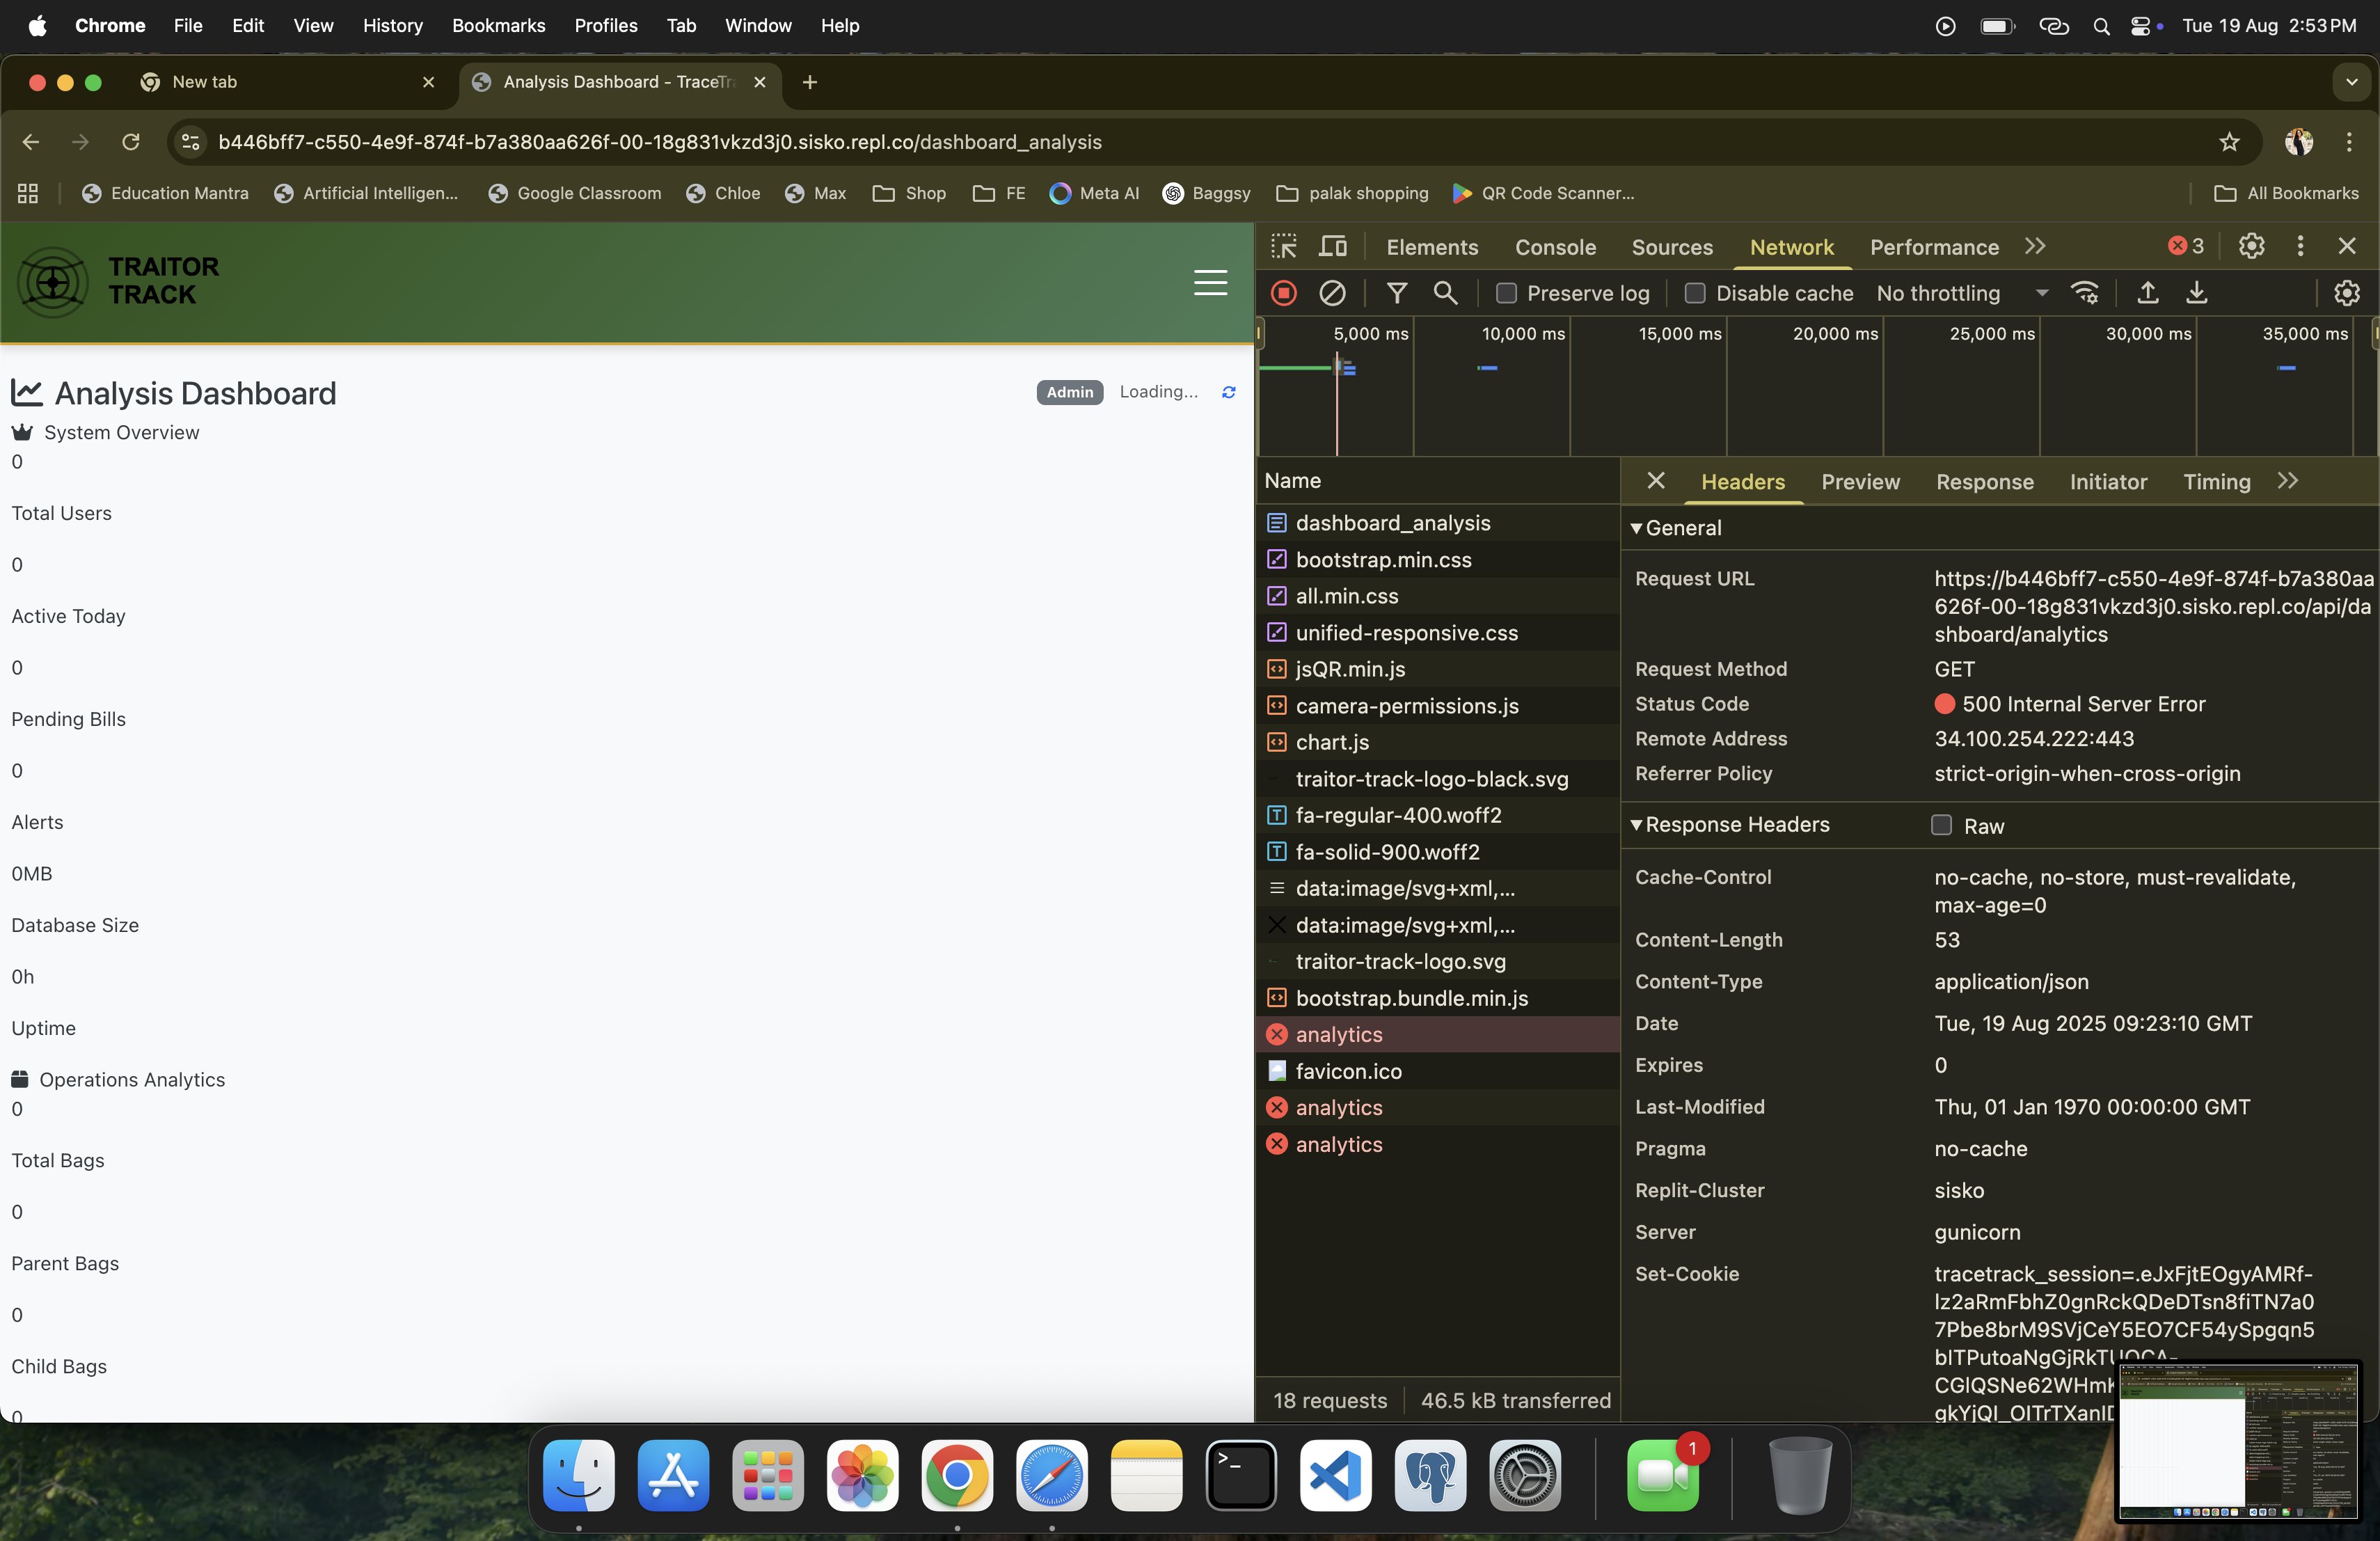 Chrome File Edit View History Bookmarks Profiles Tab Window Help Tue 19 Aug 2:53 PM
New tab
Analysis Dashboard - TraceTr
b446bff7-c550-4e9f-874f-b7a380aa626f-00-18g831vkzd3j0.sisko.repl.co/dashboard_analysis
Education Mantra Artificial Intelligen... Google Classroom Chloe Max Shop FE Meta AI Baggsy palak shopping QR Code Scanner... All Bookmarks
TRAITOR
TRACK
Analysis Dashboard
Admin Loading...
System Overview
0
Total Users
0
Active Today
0
Pending Bills
0
Alerts
0MB
Database Size
0h
Uptime
Operations Analytics
0
Total Bags
0
Parent Bags
0
Child Bags
0
Elements Console Sources Network Performance 3
Preserve log Disable cache No throttling
5,000 ms 10,000 ms 15,000 ms 20,000 ms 25,000 ms 30,000 ms 35,000 ms
Name
dashboard_analysis
bootstrap.min.css
all.min.css
unified-responsive.css
jsQR.min.js
camera-permissions.js
chart.js
traitor-track-logo-black.svg
fa-regular-400.woff2
fa-solid-900.woff2
data:image/svg+xml,...
data:image/svg+xml,...
traitor-track-logo.svg
bootstrap.bundle.min.js
analytics
favicon.ico
analytics
analytics
18 requests 46.5 kB transferred
Headers Preview Response Initiator Timing
General
Request URL https://b446bff7-c550-4e9f-874f-b7a380aa
626f-00-18g831vkzd3j0.sisko.repl.co/api/da
shboard/analytics
Request Method GET
Status Code 500 Internal Server Error
Remote Address 34.100.254.222:443
Referrer Policy strict-origin-when-cross-origin
Response Headers Raw
Cache-Control no-cache, no-store, must-revalidate,
max-age=0
Content-Length 53
Content-Type application/json
Date Tue, 19 Aug 2025 09:23:10 GMT
Expires 0
Last-Modified Thu, 01 Jan 1970 00:00:00 GMT
Pragma no-cache
Replit-Cluster sisko
Server gunicorn
Set-Cookie tracetrack_session=.eJxFjtEOgyAMRf-
lz2aRmFbhZ0gnRckQDeDTsn8fiTN7a0
7Pbe8brM9SVjCeY5EO7CF54ySpgqn5
1